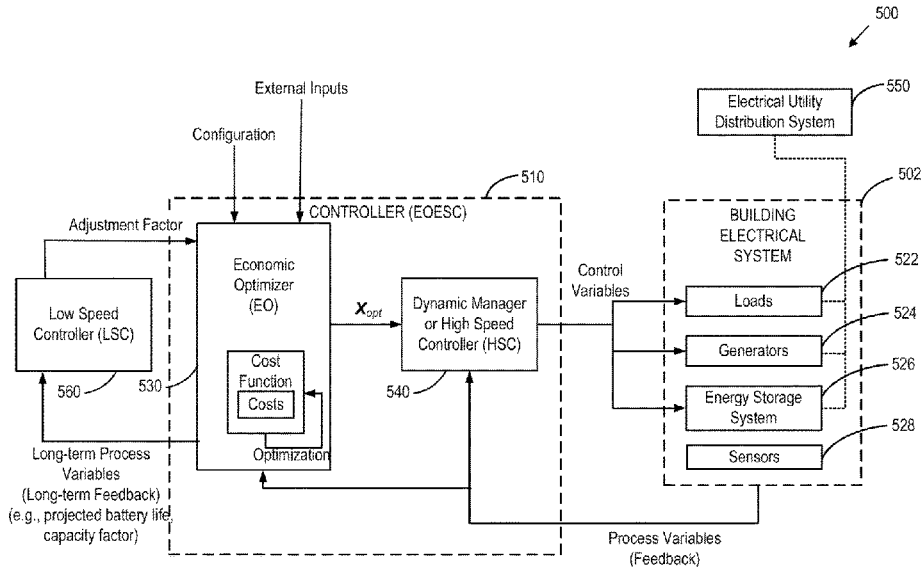 500
External Inputs
550
Electrical Utility
Distribution System
Configuration
510
502
CONTROLLER (EOESC)
BUILDING
ELECTRICAL
SYSTEM
Adjustment Factor
Economic
Optimizer
(EO)
Control
Variables
522
Low Speed
Controller (LSC)
X opt
Dynamic Manager
or High Speed
Controller (HSC)
Loads
524
Generators
560
530
Cost
Function
Costs
540
526
Energy Storage
System
528
Optimization
Sensors
Long-term Process
Variables
(Long-term Feedback)
(e.g., projected battery life,
capacity factor)
Process Variables
(Feedback)